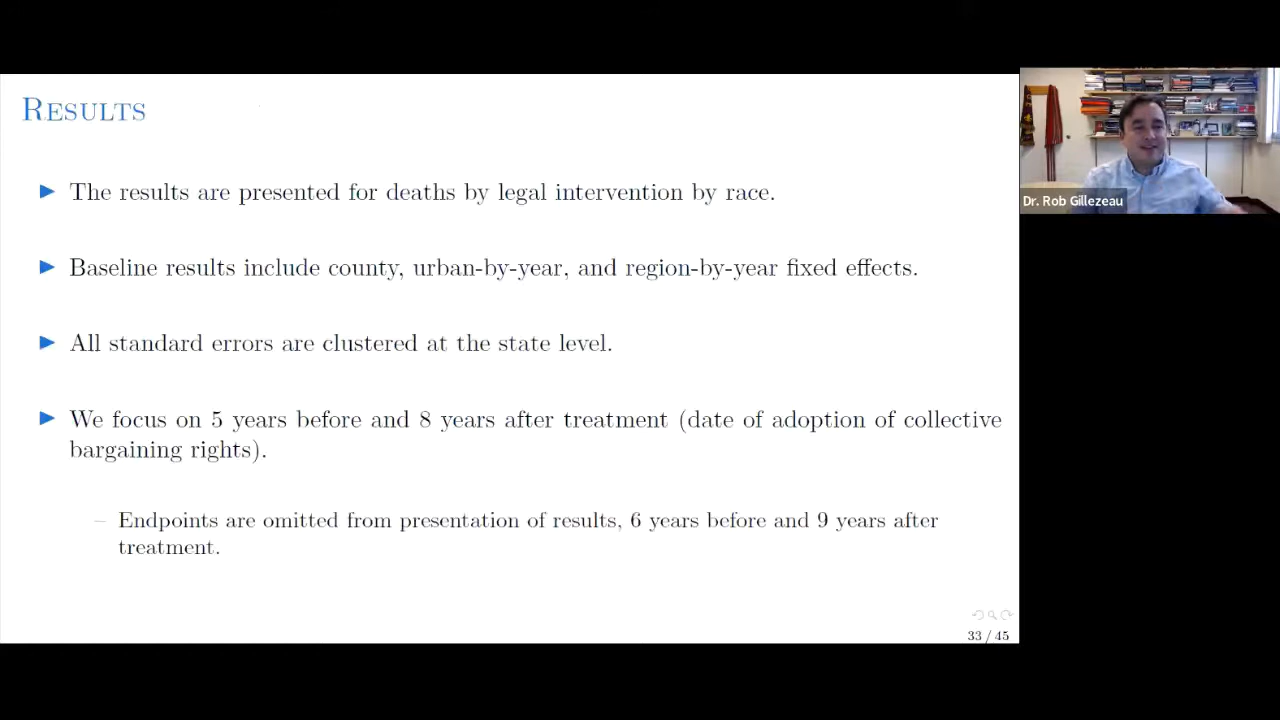 RESULTS
The results are presented for deaths by legal intervention by race.
Baseline results include county, urban-by-year, and region-by-year fixed effects.
All standard errors are clustered at the state level.
We focus on 5 years before and 8 years after treatment (date of adoption of collective
bargaining rights).
– Endpoints are omitted from presentation of results, 6 years before and 9 years after
treatment.
33 / 45
Dr. Rob Gillezeau